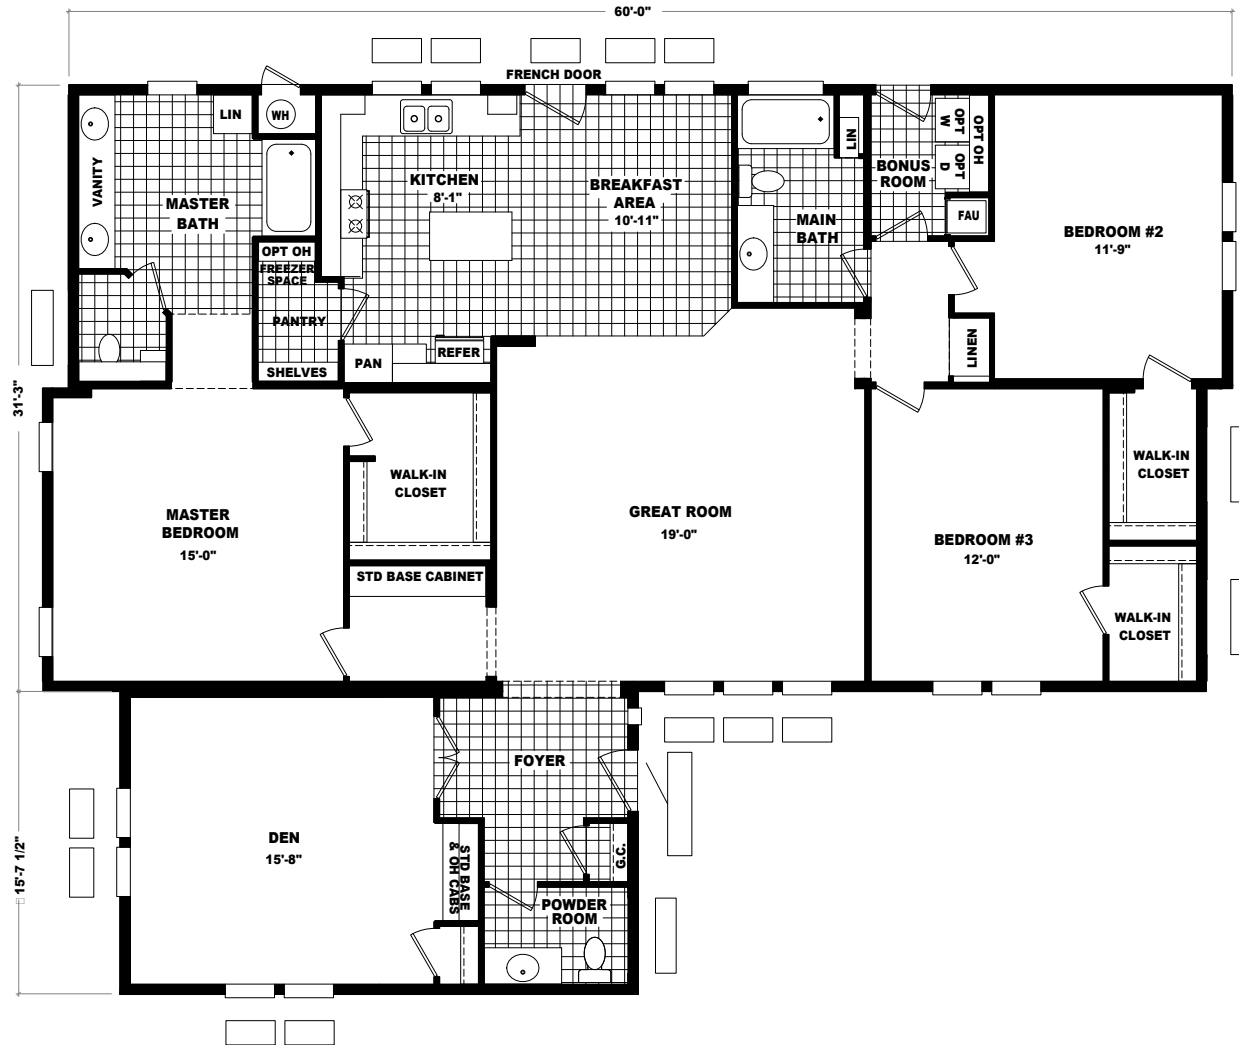 60'-0"
FRENCH DOOR
LIN
WH
VANITY
MASTER
BATH
KITCHEN
8'-1"
BREAKFAST
AREA
10'-11"
LIN
MAIN
BATH
BONUS
ROOM
OPT
W
OPT
D
OPT OH
FAU
BEDROOM #2
11'-9"
OPT OH
FREEZER
SPACE
PANTRY
SHELVES
PAN
REFER
LINEN
31'-3"
MASTER
BEDROOM
15'-0"
WALK-IN
CLOSET
STD BASE CABINET
GREAT ROOM
19'-0"
BEDROOM #3
12'-0"
WALK-IN
CLOSET
WALK-IN
CLOSET
FOYER
DEN
15'-8"
STD BASE
& OH CABS
G.C.
POWDER
ROOM
15'-7 1/2"